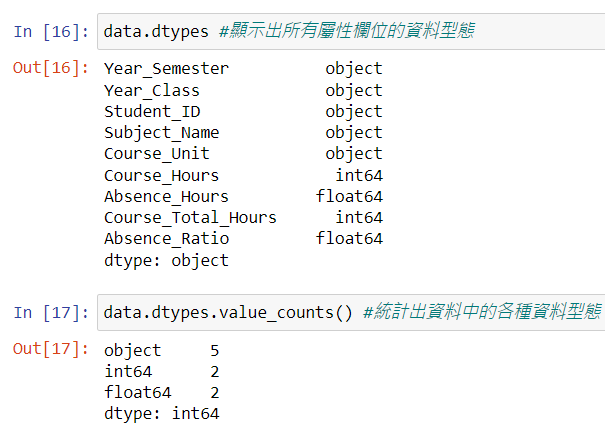 In [16]: data.dtypes #顯示出所有屬性欄位的資料型態
Out[16]: Year_Semester object
Year_Class object
Student_ID object
Subject_Name object
Course_Unit object
Course_Hours int64
Absence_Hours float64
Course_Total_Hours int64
Absence_Ratio float64
dtype: object
In [17]: data.dtypes.value_counts() #統計出資料中的各種資料型態
Out[17]: object 5
int64 2
float64 2
dtype: int64